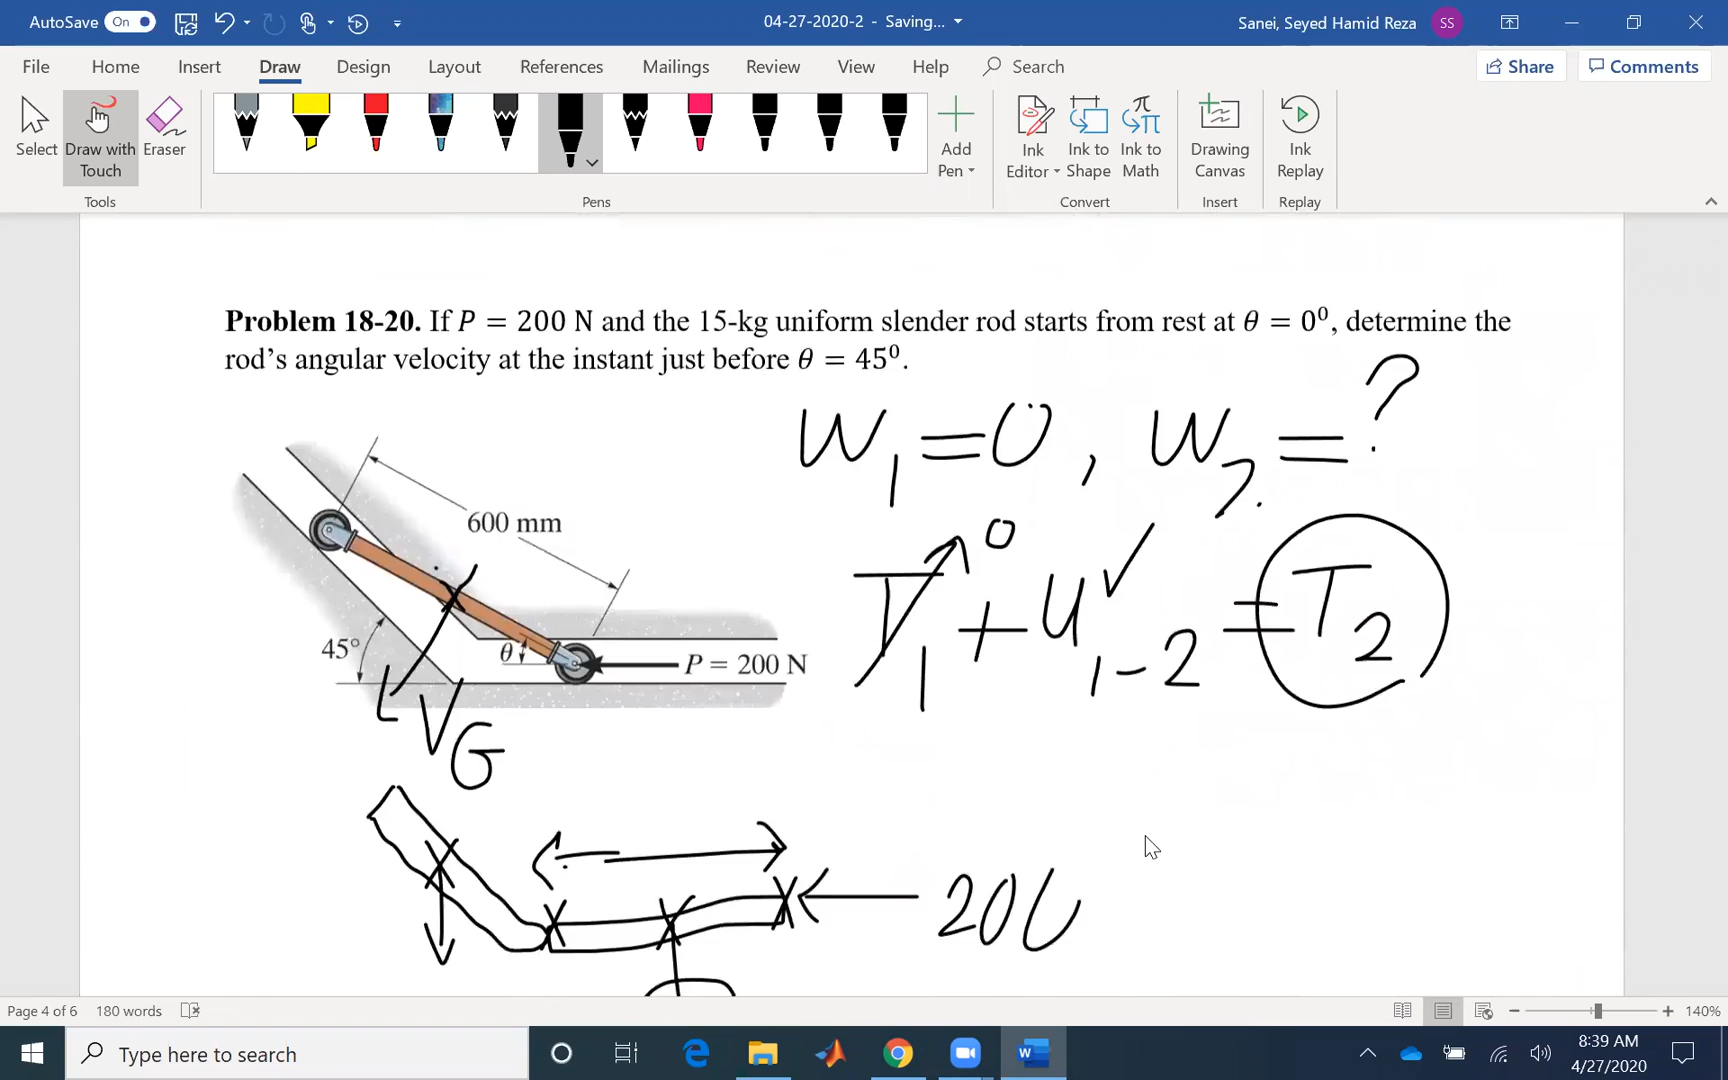 AutoSave On 04-27-2020-2 - Saving... Sanei, Seyed Hamid Reza SS
File Home Insert Draw Design Layout References Mailings Review View Help Search Share Comments
Select Draw with Touch Eraser Add Pen Ink Editor Ink to Shape Ink to Math Drawing Canvas Ink Replay
Tools Pens Convert Insert Replay
Problem 18-20. If P = 200 N and the 15-kg uniform slender rod starts from rest at θ = 0⁰, determine the
rod's angular velocity at the instant just before θ = 45⁰.
W₁ = 0 , W₂ = ?
600 mm
T₁ 0 + U₁₋₂ ✓ = T₂
45°
θ
P = 200 N
VG
200
Page 4 of 6 180 words 140%
Type here to search
8:39 AM
4/27/2020